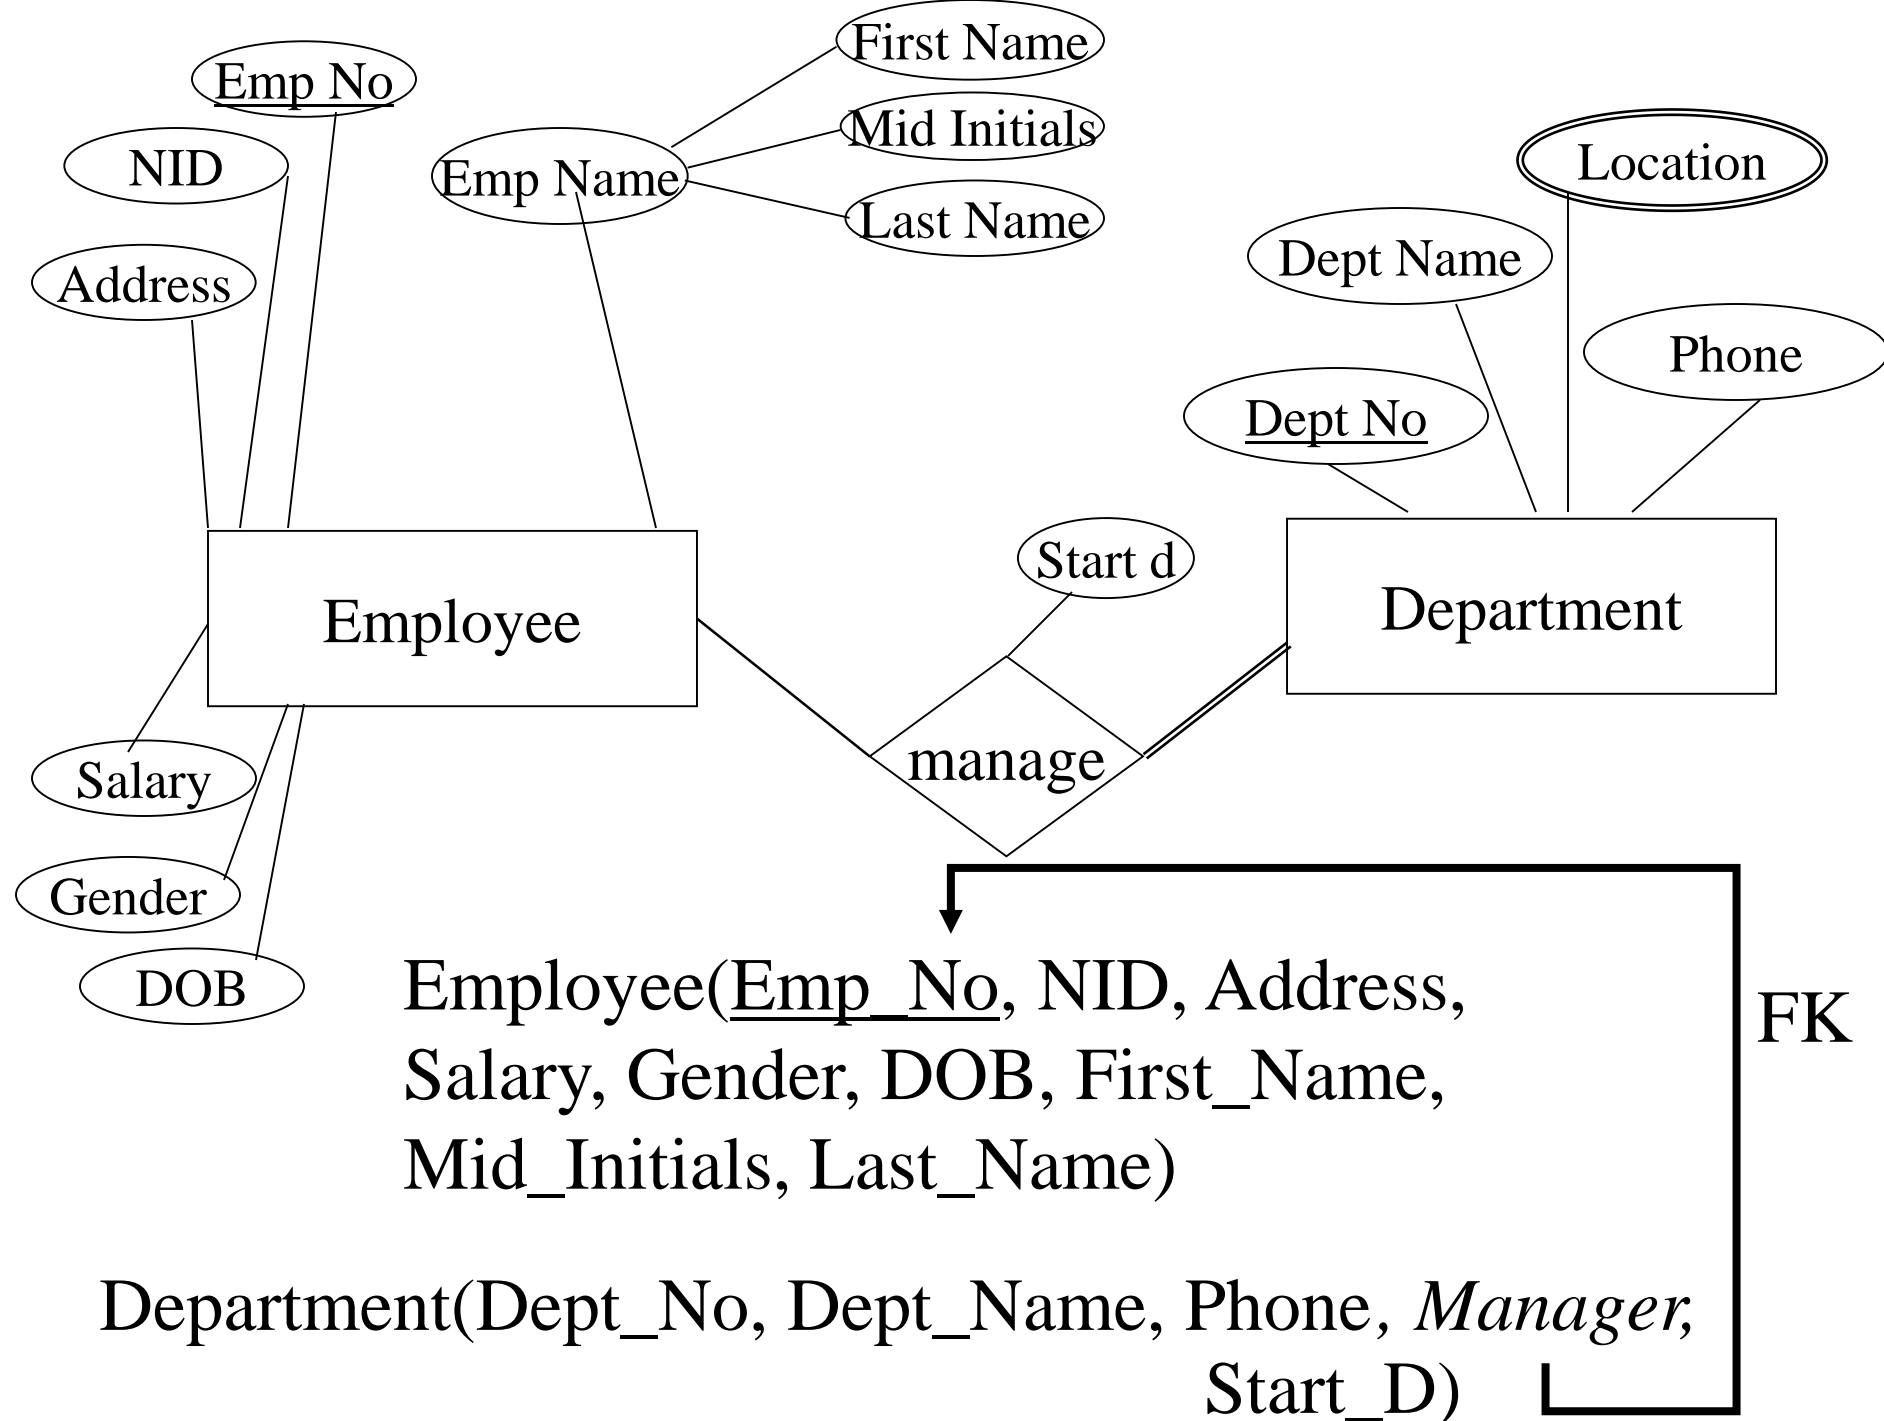 First Name
Emp No
Mid Initials
NID
Emp Name
Location
Last Name
Dept Name
Address
Phone
Dept No
Start d
Employee
Department
manage
Salary
Gender
DOB
Employee(Emp_No, NID, Address,
FK
Salary, Gender, DOB, First_Name,
Mid_Initials, Last_Name)
Department(Dept_No, Dept_Name, Phone, Manager,
Start_D)